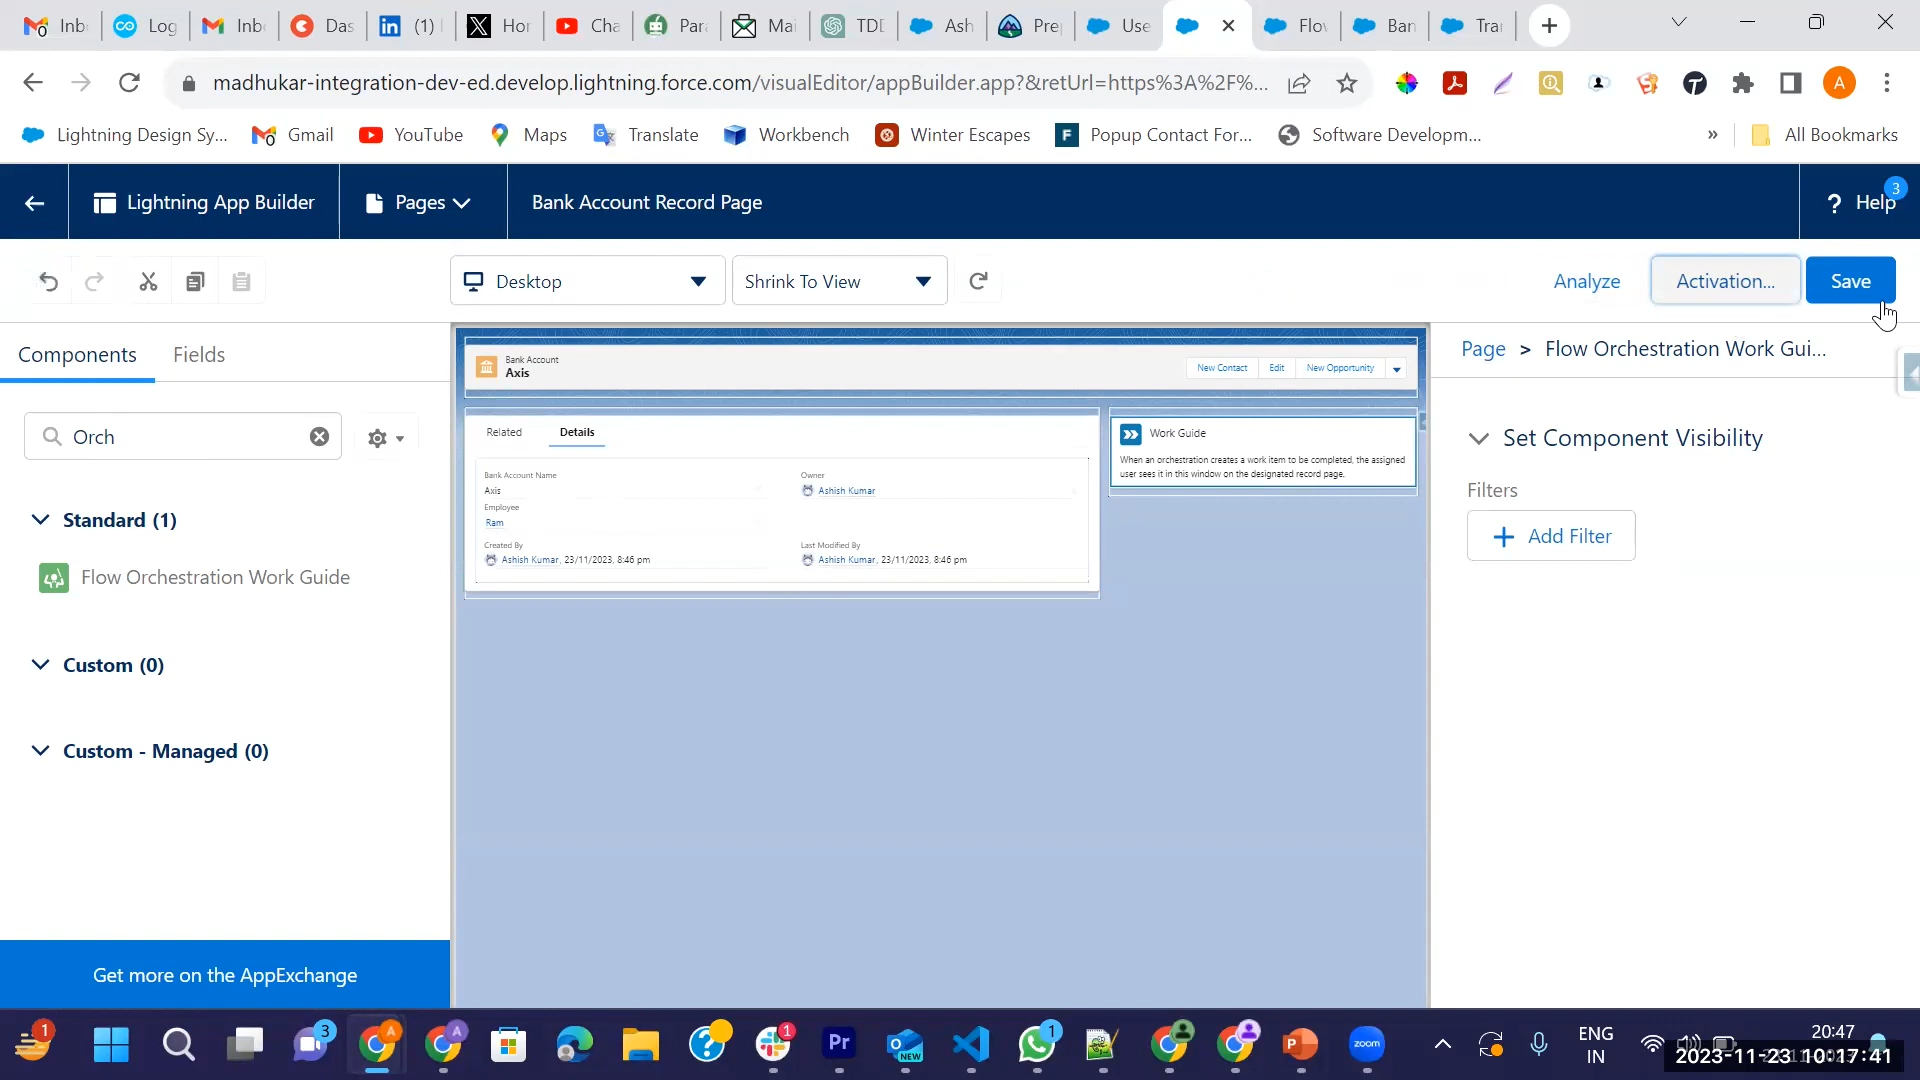 Inb
Log
Inb
Das
(1)
Hor
Cha
Para
Mai
TDD
Ash
Pre
Use
Flow
Ban
Tra
madhukar-integration-dev-ed.develop.lightning.force.com/visualEditor/appBuilder.app?&retUrl=https%3A%2F%...
Lightning Design Sy...
Gmail
YouTube
Maps
Translate
Workbench
Winter Escapes
Popup Contact For...
Software Developm...
»
All Bookmarks
Lightning App Builder
Pages
Bank Account Record Page
? Help
3
Desktop
Shrink To View
Analyze
Activation...
Save
Components
Fields
Orch
Standard (1)
Flow Orchestration Work Guide
Custom (0)
Custom - Managed (0)
Get more on the AppExchange
Bank Account
Axis
New Contact
Edit
New Opportunity
Related
Details
Bank Account Name
Axis
Owner
Ashish Kumar
Employee
Ram
Created By
Ashish Kumar, 23/11/2023, 8:46 pm
Last Modified By
Ashish Kumar, 23/11/2023, 8:46 pm
Work Guide
When an orchestration creates a work item to be completed, the assigned
user sees it in this window on the designated record page.
Page > Flow Orchestration Work Gui...
Set Component Visibility
Filters
+ Add Filter
ENG
IN
20:47
2023-11-23 10:17:41